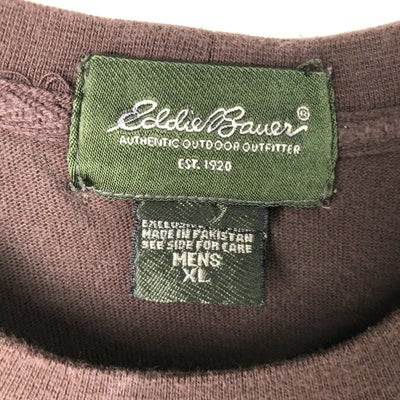 Eddie Bauer®
AUTHENTIC OUTDOOR OUTFITTER
EST. 1920
MADE IN PAKISTAN
SEE SIDE FOR CARE
MENS
XL